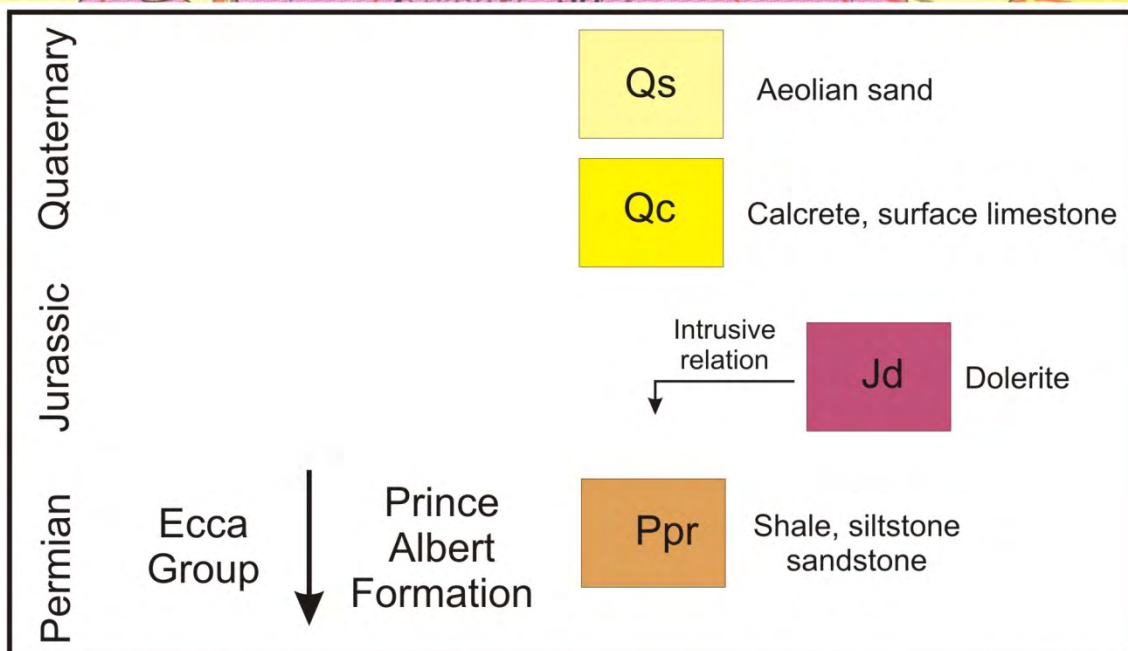 Quaternary
Qs
Aeolian sand
Qc
Calcrete, surface limestone
Jurassic
Intrusive
relation
Jd
Dolerite
Permian
Ecca
Group
Prince
Albert
Formation
Ppr
Shale, siltstone
sandstone